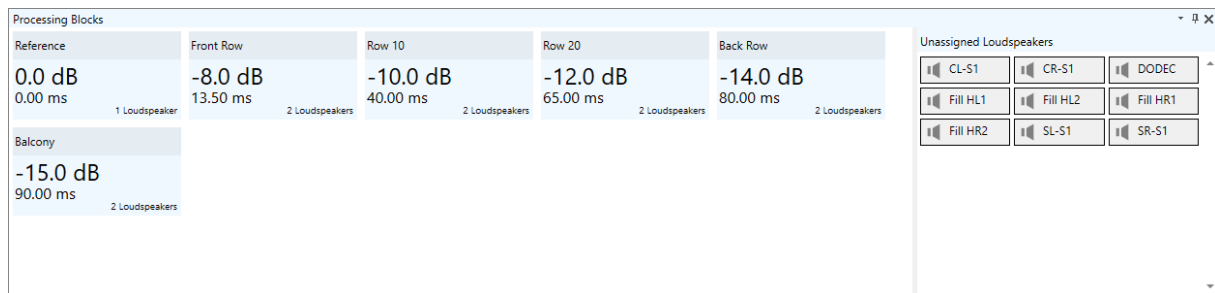 Processing Blocks
Reference
0.0 dB
0.00 ms
1 Loudspeaker
Front Row
-8.0 dB
13.50 ms
2 Loudspeakers
Row 10
-10.0 dB
40.00 ms
2 Loudspeakers
Row 20
-12.0 dB
65.00 ms
2 Loudspeakers
Back Row
-14.0 dB
80.00 ms
2 Loudspeakers
Balcony
-15.0 dB
90.00 ms
2 Loudspeakers
Unassigned Loudspeakers
CL-S1
CR-S1
DODEC
Fill HL1
Fill HL2
Fill HR1
Fill HR2
SL-S1
SR-S1